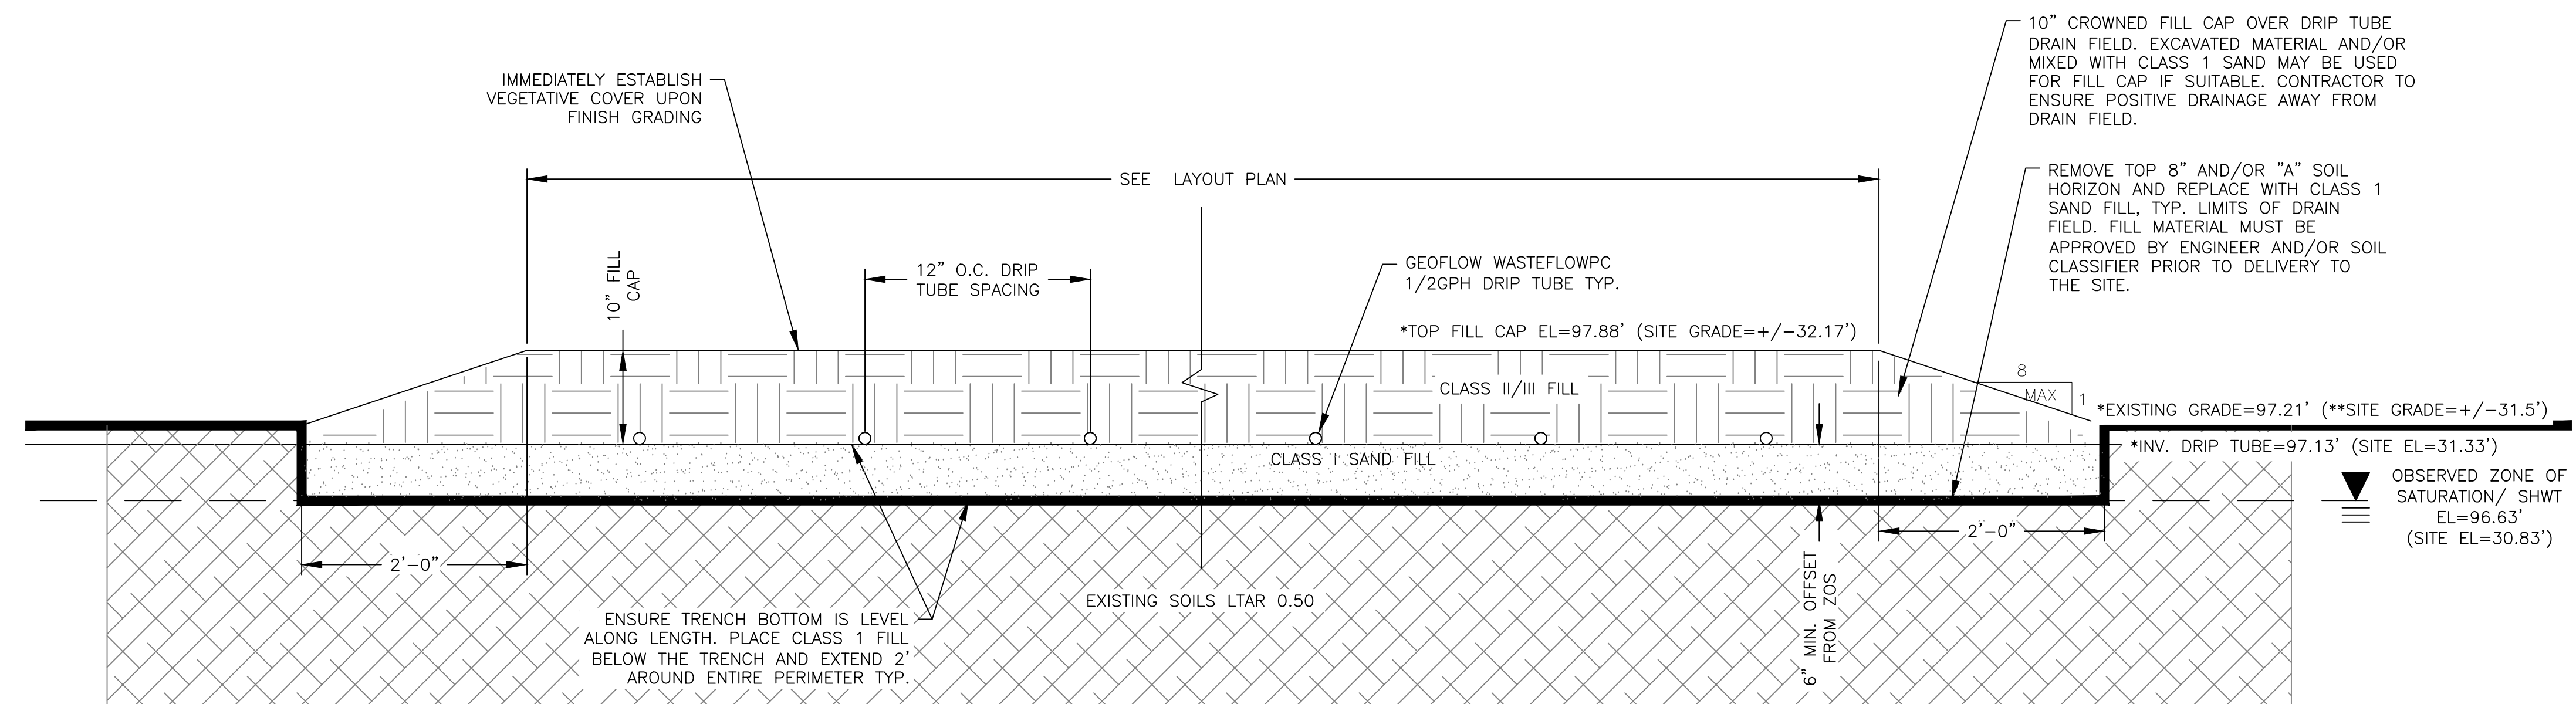 10” CROWNED FILL CAP OVER DRIP TUBE
DRAIN FIELD. EXCAVATED MATERIAL AND/OR
MIXED WITH CLASS 1 SAND MAY BE USED
FOR FILL CAP IF SUITABLE. CONTRACTOR TO
ENSURE POSITIVE DRAINAGE AWAY FROM
DRAIN FIELD.
IMMEDIATELY ESTABLISH
VEGETATIVE COVER UPON
FINISH GRADING
SEE LAYOUT PLAN
REMOVE TOP 8” AND/OR ”A” SOIL
HORIZON AND REPLACE WITH CLASS 1
SAND FILL, TYP. LIMITS OF DRAIN
FIELD. FILL MATERIAL MUST BE
APPROVED BY ENGINEER AND/OR SOIL
CLASSIFIER PRIOR TO DELIVERY TO
THE SITE.
10” FILL
CAP
12” O.C. DRIP
TUBE SPACING
GEOFLOW WASTEFLOWPC
1/2GPH DRIP TUBE TYP.
*TOP FILL CAP EL=97.88’ (SITE GRADE=+/-32.17’)
CLASS II/III FILL
8
MAX
1
*EXISTING GRADE=97.21’ (**SITE GRADE=+/-31.5’)
*INV. DRIP TUBE=97.13’ (SITE EL=31.33’)
CLASS I SAND FILL
OBSERVED ZONE OF
SATURATION/ SHWT
EL=96.63’
(SITE EL=30.83’)
2’-0”
2’-0”
6” MIN. OFFSET
FROM ZOS
EXISTING SOILS LTAR 0.50
ENSURE TRENCH BOTTOM IS LEVEL
ALONG LENGTH. PLACE CLASS 1 FILL
BELOW THE TRENCH AND EXTEND 2’
AROUND ENTIRE PERIMETER TYP.